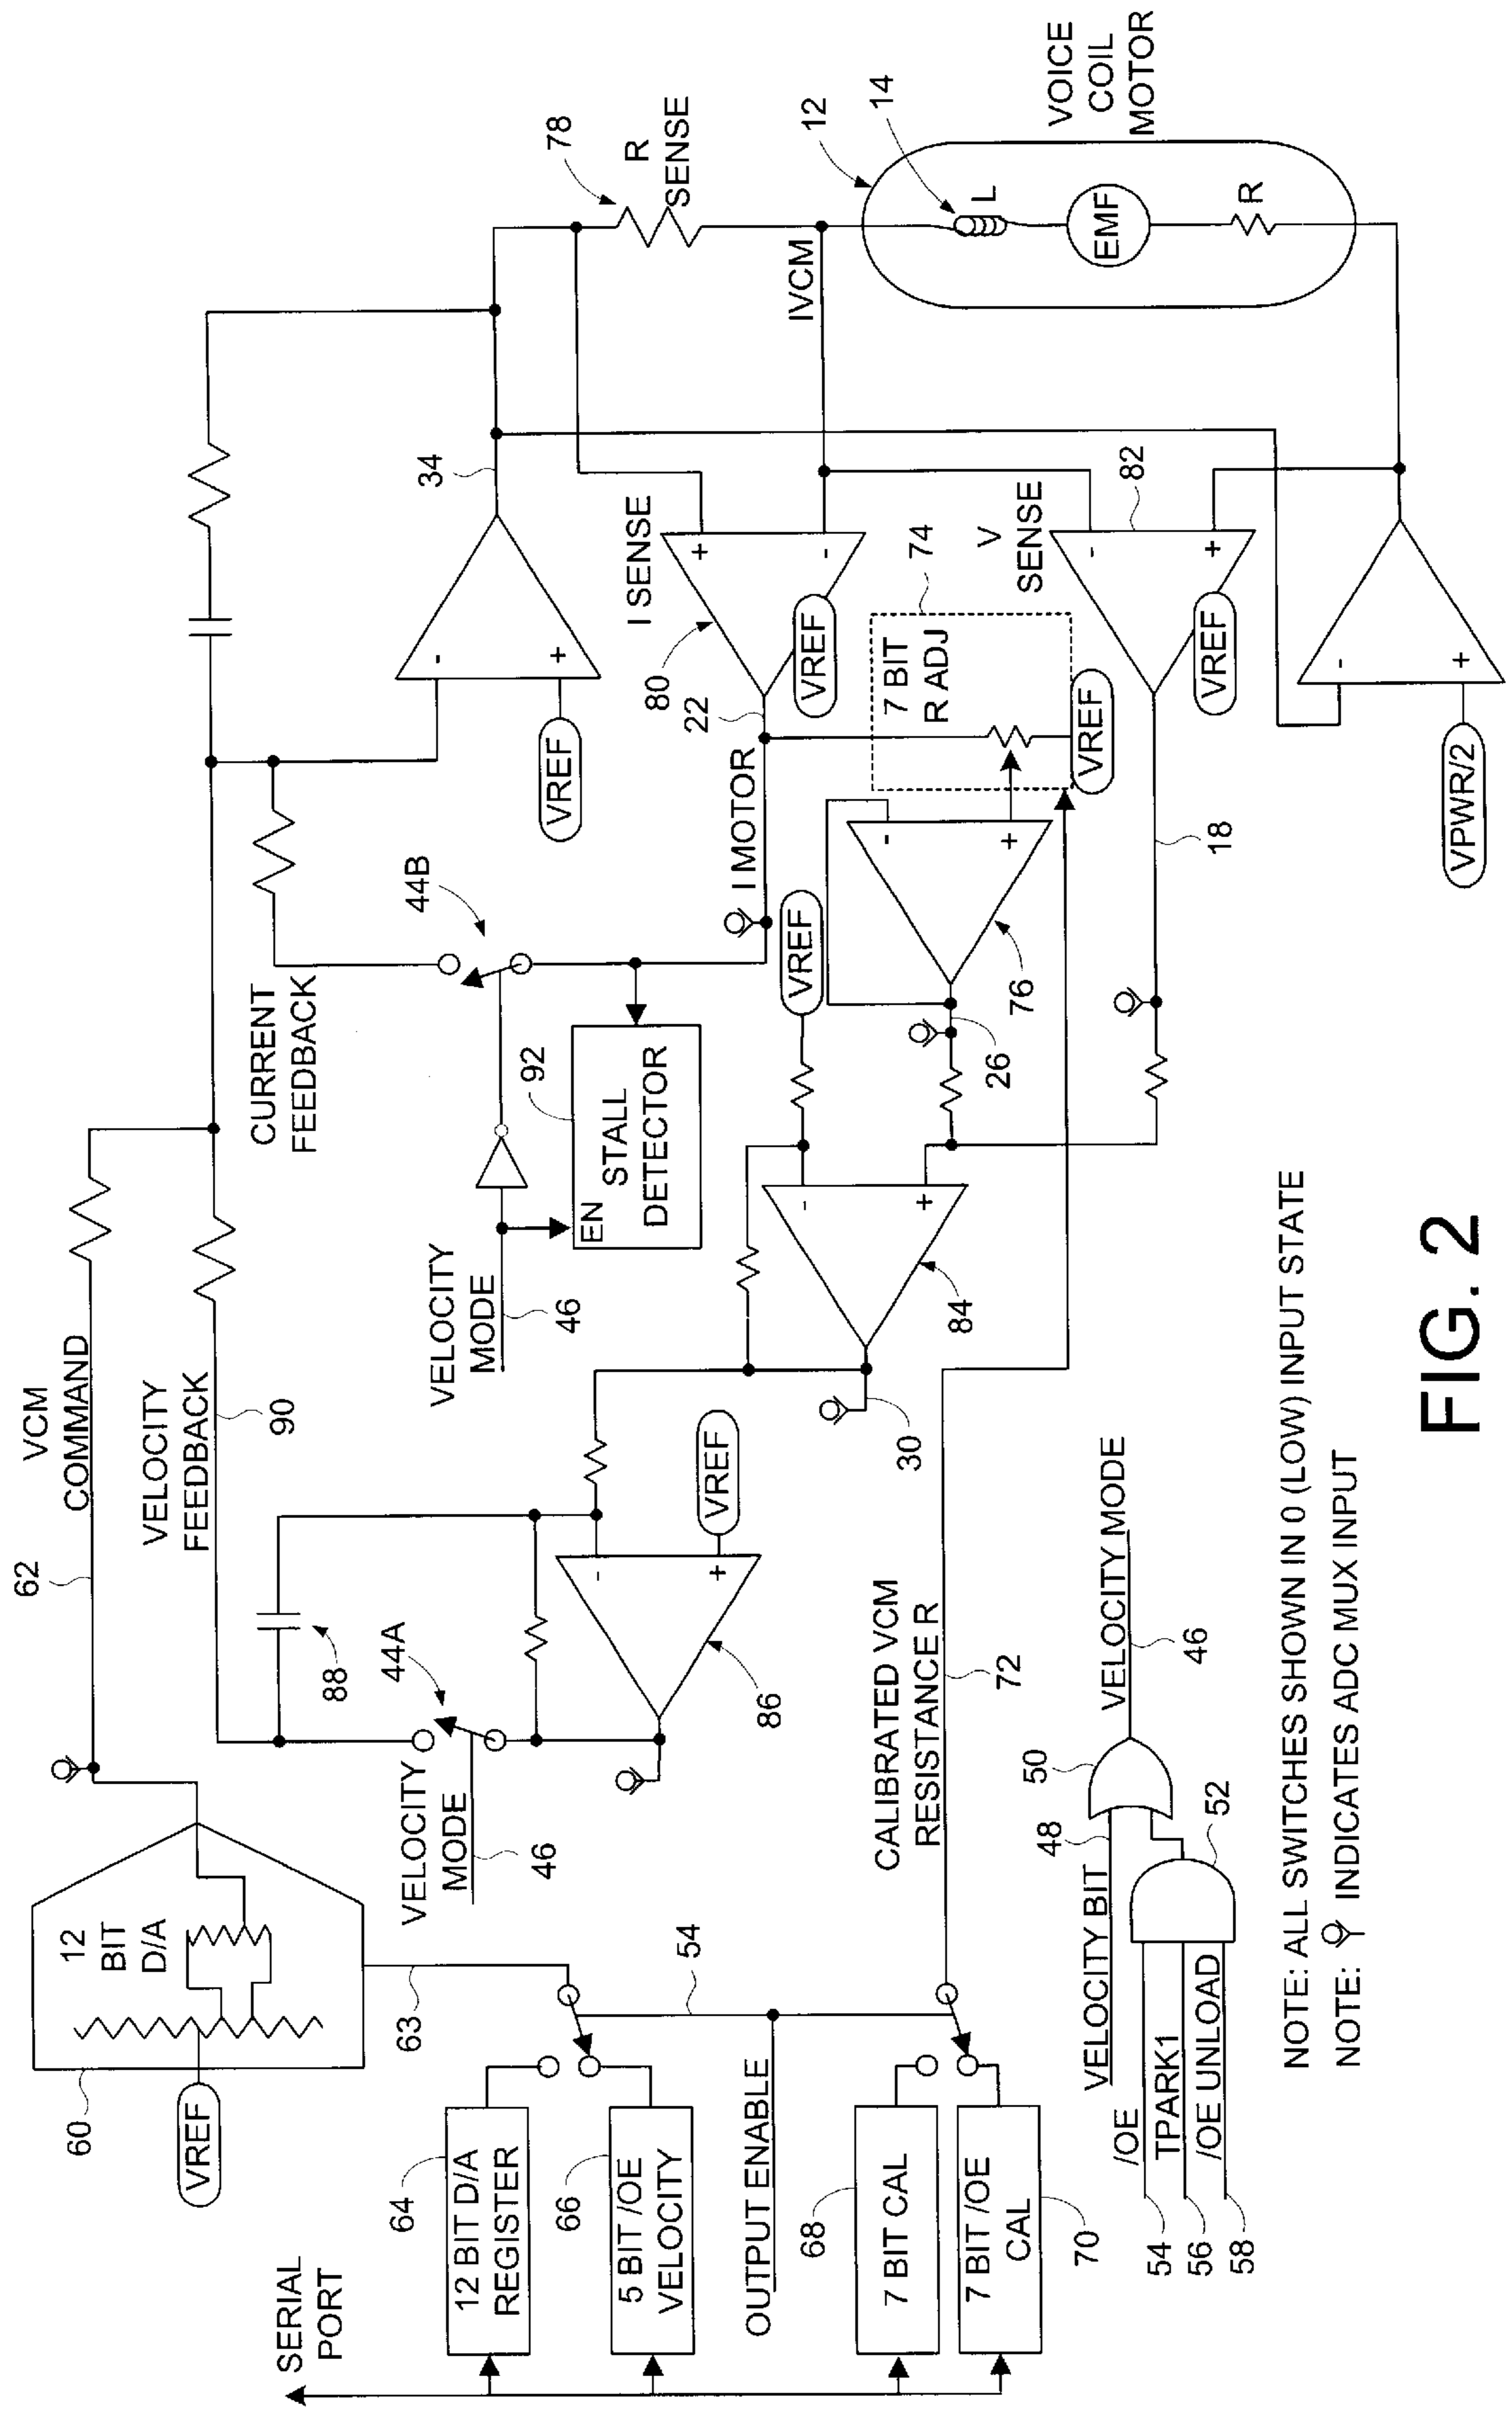 SERIAL
PORT
60
VREF
12
BIT
D/A
62
VCM
COMMAND
VELOCITY
FEEDBACK
90
63
64
12 BIT D/A
REGISTER
66
5 BIT /OE
VELOCITY
OUTPUT ENABLE
54
68
7 BIT CAL
7 BIT /OE
CAL
70
88
44A
VELOCITY
MODE
46
86
-
+
VREF
CALIBRATED VCM
RESISTANCE R
72
CURRENT
FEEDBACK
44B
VELOCITY
MODE
46
92
EN
STALL
DETECTOR
-
+
VREF
34
78
R
SENSE
I SENSE
+
-
80
VREF
22
I MOTOR
IVCM
VREF
74
7 BIT
R ADJ
VREF
-
+
76
26
-
+
84
30
V
SENSE
-
+
82
VREF
18
-
+
VPWR/2
12
14
L
EMF
R
VOICE
COIL
MOTOR
VELOCITY BIT
48
50
VELOCITY MODE
46
52
/OE
TPARK1
/OE UNLOAD
54
56
58
NOTE: ALL SWITCHES SHOWN IN 0 (LOW) INPUT STATE
NOTE: INDICATES ADC MUX INPUT
FIG. 2